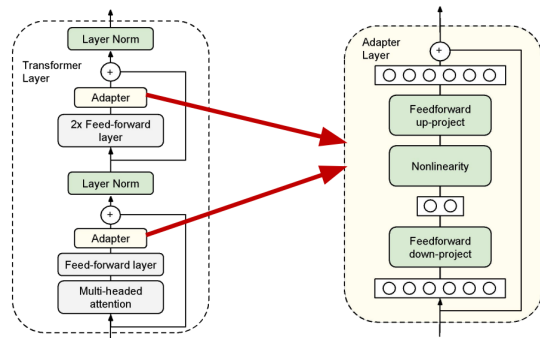 Layer Norm
Transformer
Layer
+
Adapter
2x Feed-forward
layer
Layer Norm
+
Adapter
Feed-forward layer
Multi-headed
attention
Adapter
Layer
+
Feedforward
up-project
Nonlinearity
Feedforward
down-project